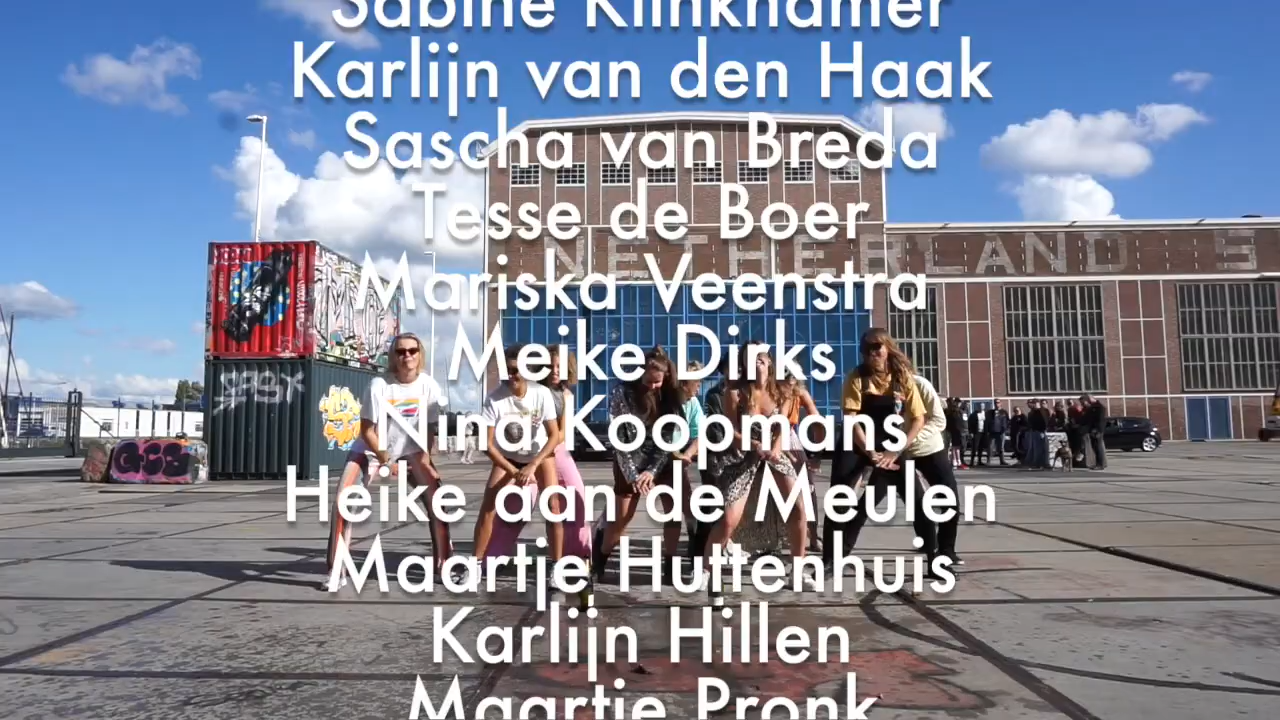 Sabine Klinkhamer
Karlijn van den Haak
Sascha van Breda
Tesse de Boer
NETHERLANDS
Mariska Veenstra
Meike Dirks
Nina Koopmans
Heike aan de Meulen
Maartje Huttenhuis
Karlijn Hillen
Maartje Pronk